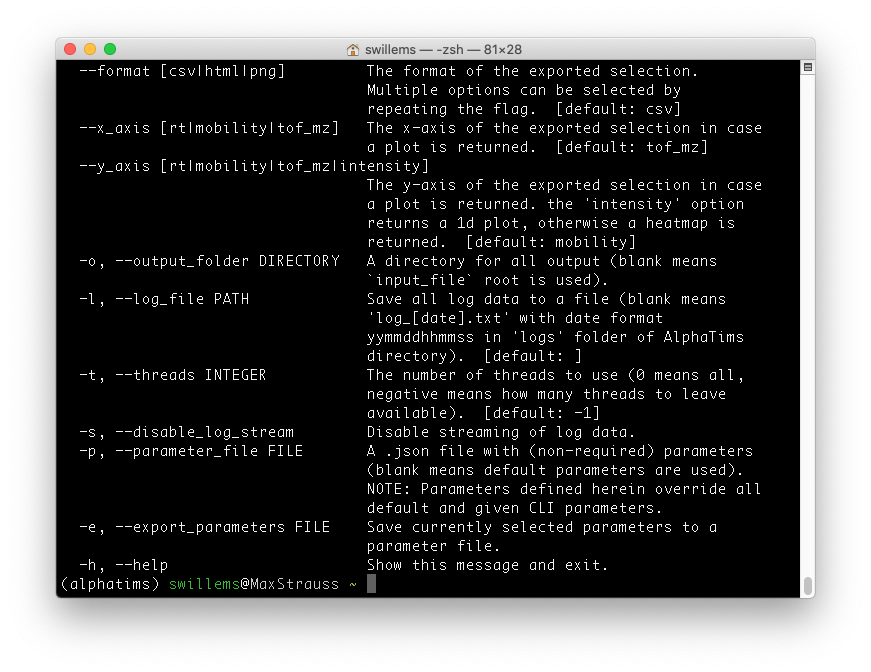 swillems — -zsh — 81×28
--format [csv|html|png] The format of the exported selection.
Multiple options can be selected by
repeating the flag.  [default: csv]
--x_axis [rt|mobility|tof_mz] The x-axis of the exported selection in case
a plot is returned.  [default: tof_mz]
--y_axis [rt|mobility|tof_mz|intensity]
The y-axis of the exported selection in case
a plot is returned. the 'intensity' option
returns a 1d plot, otherwise a heatmap is
returned.  [default: mobility]
-o, --output_folder DIRECTORY A directory for all output (blank means
`input_file` root is used).
-l, --log_file PATH Save all log data to a file (blank means
'log_[date].txt' with date format
yymmddhhmmss in 'logs' folder of AlphaTims
directory).  [default: ]
-t, --threads INTEGER The number of threads to use (0 means all,
negative means how many threads to leave
available).  [default: -1]
-s, --disable_log_stream Disable streaming of log data.
-p, --parameter_file FILE A .json file with (non-required) parameters
(blank means default parameters are used).
NOTE: Parameters defined herein override all
default and given CLI parameters.
-e, --export_parameters FILE Save currently selected parameters to a
parameter file.
-h, --help Show this message and exit.
(alphatims) swillems@MaxStrauss ~